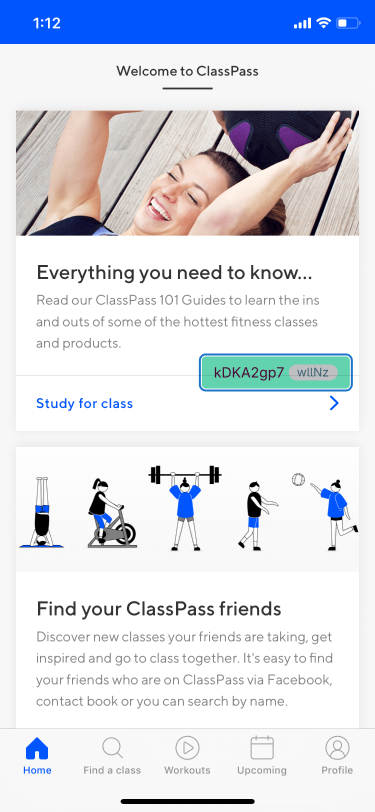 1:12
Welcome to ClassPass
Everything you need to know...
Read our ClassPass 101 Guides to learn the ins
and outs of some of the hottest fitness classes
and products.
kDKA2gp7 wllNz
Study for class
Find your ClassPass friends
Discover new classes your friends are taking, get
inspired and go to class together. It's easy to find
your friends who are on ClassPass via Facebook,
contact book or you can search by name.
Home Find a class Workouts Upcoming Profile